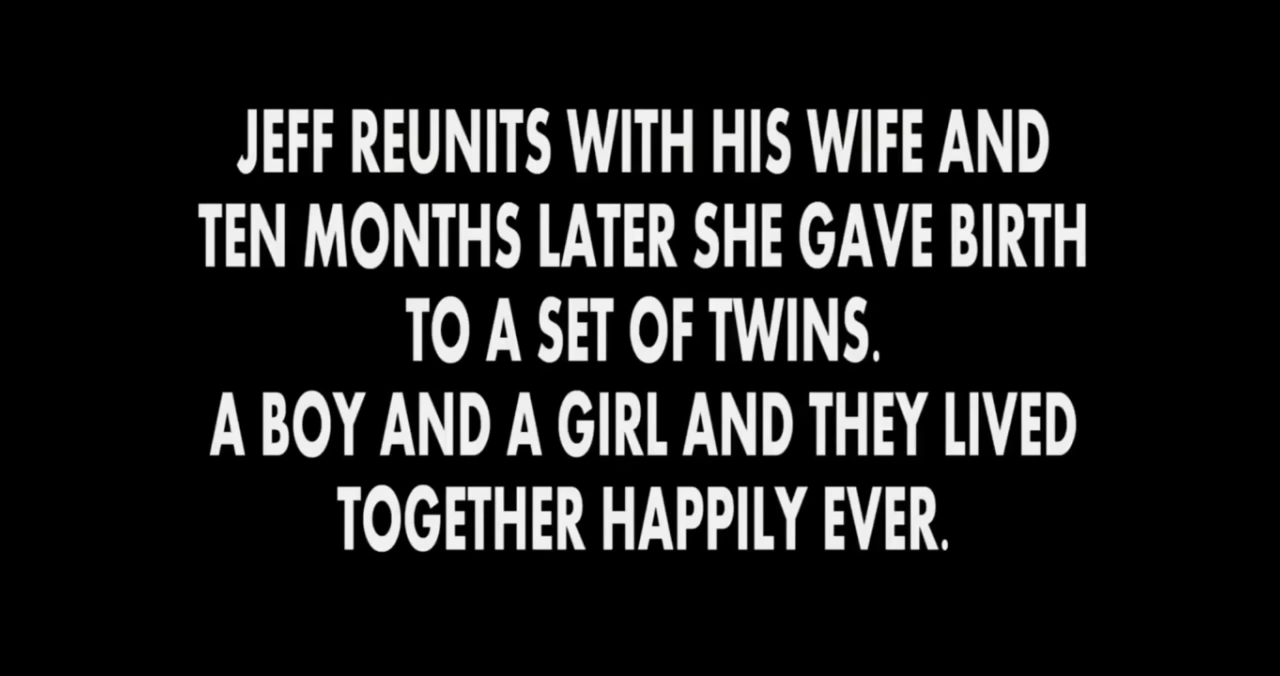 JEFF REUNITS WITH HIS WIFE AND
TEN MONTHS LATER SHE GAVE BIRTH
TO A SET OF TWINS.
A BOY AND A GIRL AND THEY LIVED
TOGETHER HAPPILY EVER.